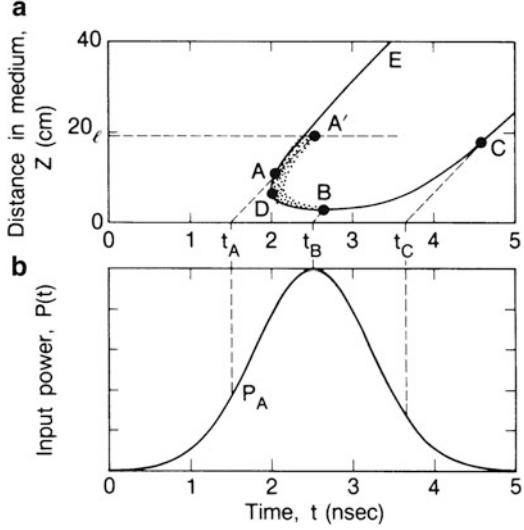 a
Distance in medium,
Z (cm)
40
20
ℓ
0
E
A′
A
D
B
C
0
t_A
2
t_B
3
t_C
4
5
b
Input power, P(t)
P_A
0
1
2
3
4
5
Time, t (nsec)